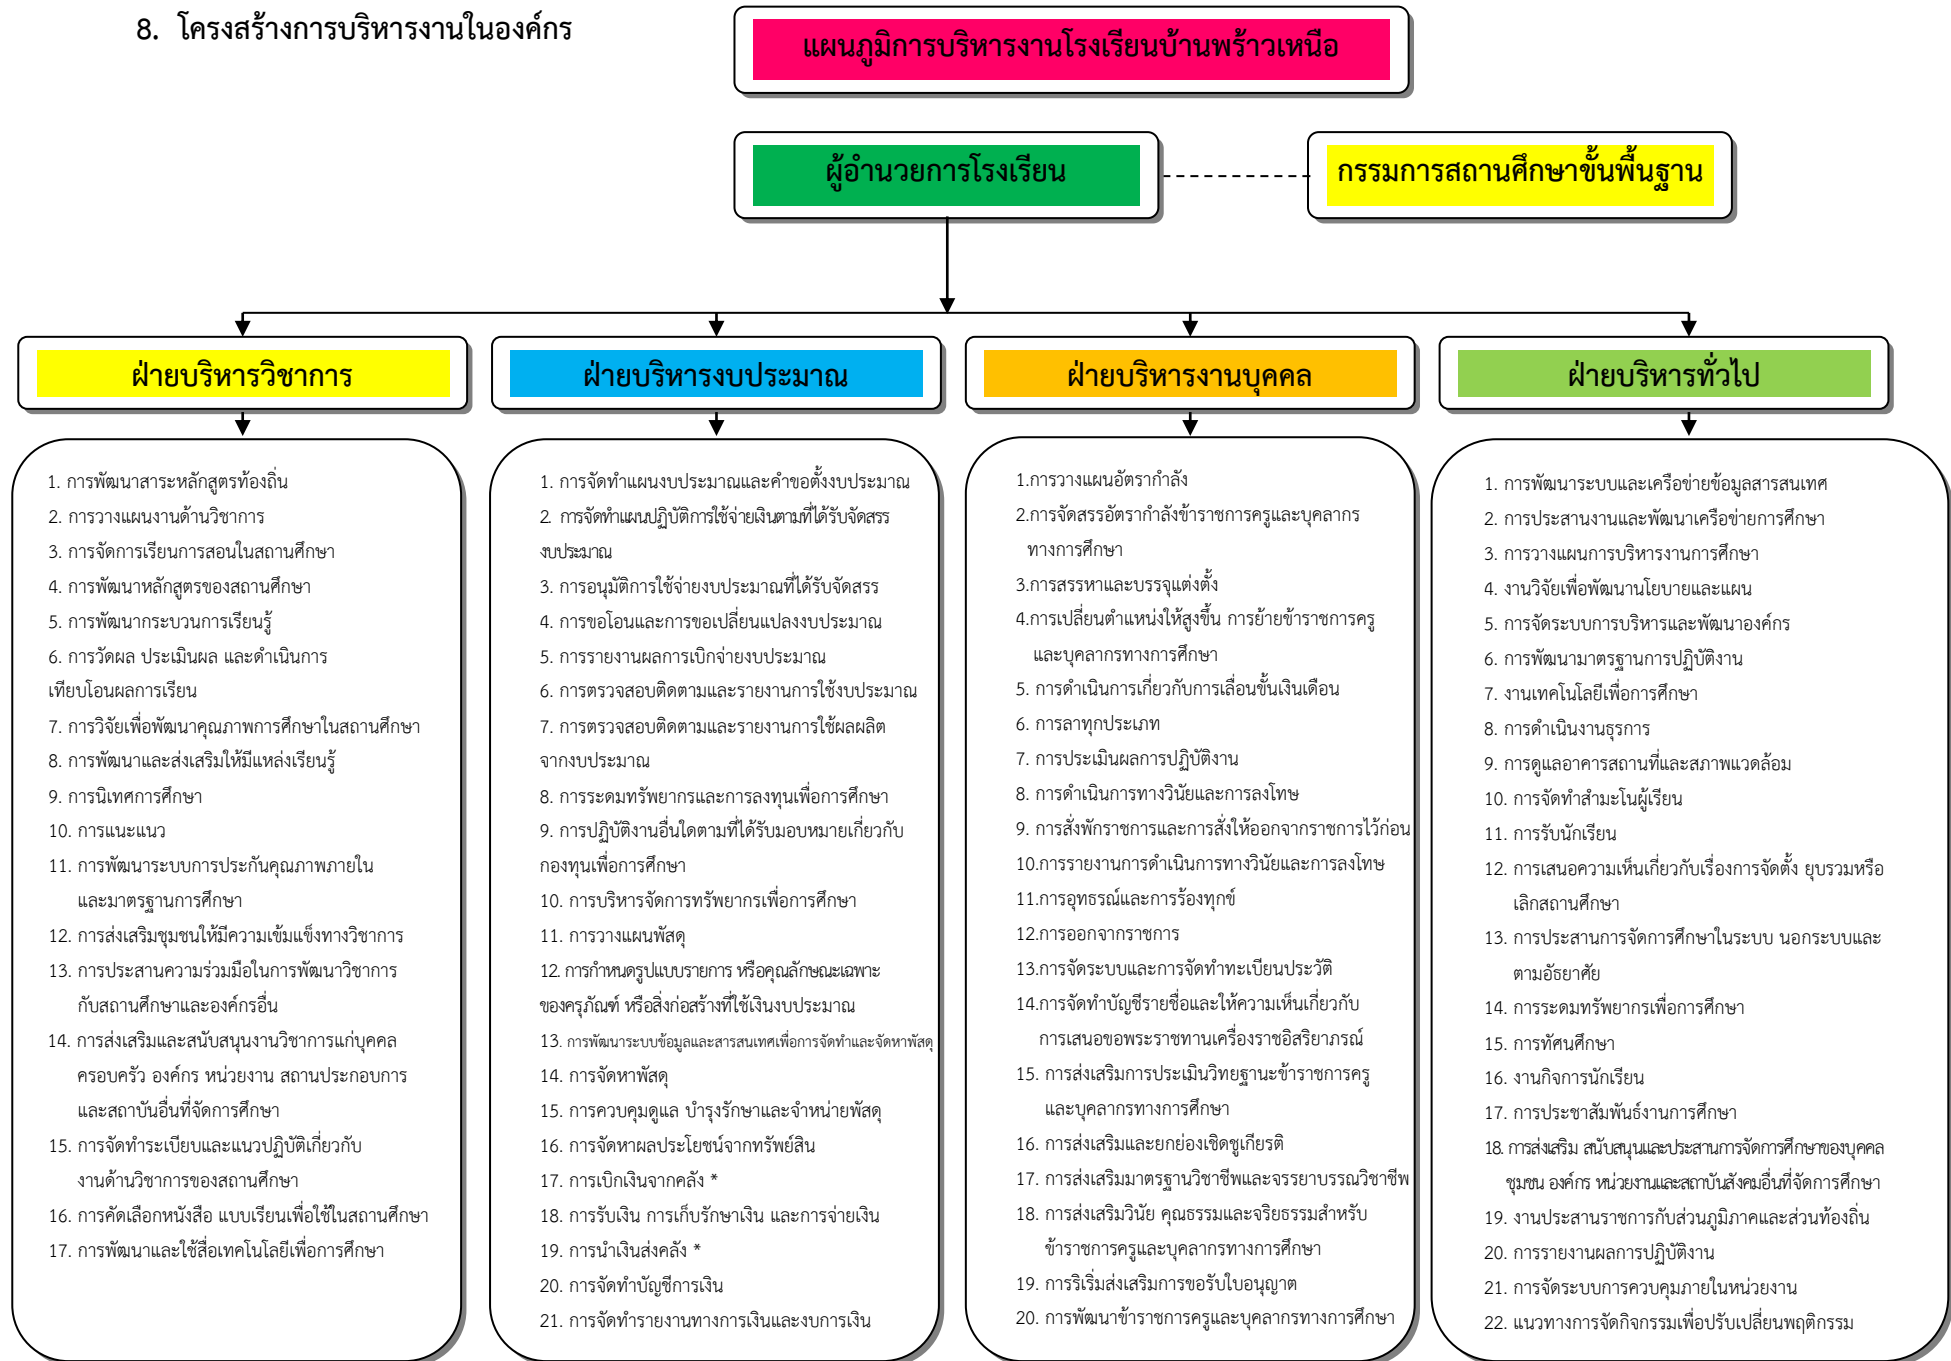 8. โครงสร้างการบริหารงานในองค์กร
แผนภูมิการบริหารงานโรงเรียนบ้านพร้าวเหนือ
ผู้อำนวยการโรงเรียน
กรรมการสถานศึกษาขั้นพื้นฐาน
ฝ่ายบริหารวิชาการ
ฝ่ายบริหารงบประมาณ
ฝ่ายบริหารงานบุคคล
ฝ่ายบริหารทั่วไป
1. การพัฒนาสาระหลักสูตรท้องถิ่น
2. การวางแผนงานด้านวิชาการ
3. การจัดการเรียนการสอนในสถานศึกษา
4. การพัฒนาหลักสูตรของสถานศึกษา
5. การพัฒนากระบวนการเรียนรู้
6. การวัดผล ประเมินผล และดำเนินการ
เทียบโอนผลการเรียน
7. การวิจัยเพื่อพัฒนาคุณภาพการศึกษาในสถานศึกษา
8. การพัฒนาและส่งเสริมให้มีแหล่งเรียนรู้
9. การนิเทศการศึกษา
10. การแนะแนว
11. การพัฒนาระบบการประกันคุณภาพภายใน
และมาตรฐานการศึกษา
12. การส่งเสริมชุมชนให้มีความเข้มแข็งทางวิชาการ
13. การประสานความร่วมมือในการพัฒนาวิชาการ
กับสถานศึกษาและองค์กรอื่น
14. การส่งเสริมและสนับสนุนงานวิชาการแก่บุคคล
ครอบครัว องค์กร หน่วยงาน สถานประกอบการ
และสถาบันอื่นที่จัดการศึกษา
15. การจัดทำระเบียบและแนวปฏิบัติเกี่ยวกับ
งานด้านวิชาการของสถานศึกษา
16. การคัดเลือกหนังสือ แบบเรียนเพื่อใช้ในสถานศึกษา
17. การพัฒนาและใช้สื่อเทคโนโลยีเพื่อการศึกษา
1. การจัดทำแผนงบประมาณและคำขอตั้งงบประมาณ
2. การจัดทำแผนปฏิบัติการใช้จ่ายเงินตามที่ได้รับจัดสรร
งบประมาณ
3. การอนุมัติการใช้จ่ายงบประมาณที่ได้รับจัดสรร
4. การขอโอนและการขอเปลี่ยนแปลงงบประมาณ
5. การรายงานผลการเบิกจ่ายงบประมาณ
6. การตรวจสอบติดตามและรายงานการใช้งบประมาณ
7. การตรวจสอบติดตามและรายงานการใช้ผลผลิต
จากงบประมาณ
8. การระดมทรัพยากรและการลงทุนเพื่อการศึกษา
9. การปฏิบัติงานอื่นใดตามที่ได้รับมอบหมายเกี่ยวกับ
กองทุนเพื่อการศึกษา
10. การบริหารจัดการทรัพยากรเพื่อการศึกษา
11. การวางแผนพัสดุ
12. การกำหนดรูปแบบรายการ หรือคุณลักษณะเฉพาะ
ของครุภัณฑ์ หรือสิ่งก่อสร้างที่ใช้เงินงบประมาณ
13. การพัฒนาระบบข้อมูลและสารสนเทศเพื่อการจัดทำและจัดหาพัสดุ
14. การจัดหาพัสดุ
15. การควบคุมดูแล บำรุงรักษาและจำหน่ายพัสดุ
16. การจัดหาผลประโยชน์จากทรัพย์สิน
17. การเบิกเงินจากคลัง *
18. การรับเงิน การเก็บรักษาเงิน และการจ่ายเงิน
19. การนำเงินส่งคลัง *
20. การจัดทำบัญชีการเงิน
21. การจัดทำรายงานทางการเงินและงบการเงิน
1.การวางแผนอัตรากำลัง
2.การจัดสรรอัตรากำลังข้าราชการครูและบุคลากร
ทางการศึกษา
3.การสรรหาและบรรจุแต่งตั้ง
4.การเปลี่ยนตำแหน่งให้สูงขึ้น การย้ายข้าราชการครู
และบุคลากรทางการศึกษา
5. การดำเนินการเกี่ยวกับการเลื่อนขั้นเงินเดือน
6. การลาทุกประเภท
7. การประเมินผลการปฏิบัติงาน
8. การดำเนินการทางวินัยและการลงโทษ
9. การสั่งพักราชการและการสั่งให้ออกจากราชการไว้ก่อน
10.การรายงานการดำเนินการทางวินัยและการลงโทษ
11.การอุทธรณ์และการร้องทุกข์
12.การออกจากราชการ
13.การจัดระบบและการจัดทำทะเบียนประวัติ
14.การจัดทำบัญชีรายชื่อและให้ความเห็นเกี่ยวกับ
การเสนอขอพระราชทานเครื่องราชอิสริยาภรณ์
15. การส่งเสริมการประเมินวิทยฐานะข้าราชการครู
และบุคลากรทางการศึกษา
16. การส่งเสริมและยกย่องเชิดชูเกียรติ
17. การส่งเสริมมาตรฐานวิชาชีพและจรรยาบรรณวิชาชีพ
18. การส่งเสริมวินัย คุณธรรมและจริยธรรมสำหรับ
ข้าราชการครูและบุคลากรทางการศึกษา
19. การริเริ่มส่งเสริมการขอรับใบอนุญาต
20. การพัฒนาข้าราชการครูและบุคลากรทางการศึกษา
1. การพัฒนาระบบและเครือข่ายข้อมูลสารสนเทศ
2. การประสานงานและพัฒนาเครือข่ายการศึกษา
3. การวางแผนการบริหารงานการศึกษา
4. งานวิจัยเพื่อพัฒนานโยบายและแผน
5. การจัดระบบการบริหารและพัฒนาองค์กร
6. การพัฒนามาตรฐานการปฏิบัติงาน
7. งานเทคโนโลยีเพื่อการศึกษา
8. การดำเนินงานธุรการ
9. การดูแลอาคารสถานที่และสภาพแวดล้อม
10. การจัดทำสำมะโนผู้เรียน
11. การรับนักเรียน
12. การเสนอความเห็นเกี่ยวกับเรื่องการจัดตั้ง ยุบรวมหรือ
เลิกสถานศึกษา
13. การประสานการจัดการศึกษาในระบบ นอกระบบและ
ตามอัธยาศัย
14. การระดมทรัพยากรเพื่อการศึกษา
15. การทัศนศึกษา
16. งานกิจการนักเรียน
17. การประชาสัมพันธ์งานการศึกษา
18. การส่งเสริม สนับสนุนและประสานการจัดการศึกษาของบุคคล
ชุมชน องค์กร หน่วยงานและสถาบันสังคมอื่นที่จัดการศึกษา
19. งานประสานราชการกับส่วนภูมิภาคและส่วนท้องถิ่น
20. การรายงานผลการปฏิบัติงาน
21. การจัดระบบการควบคุมภายในหน่วยงาน
22. แนวทางการจัดกิจกรรมเพื่อปรับเปลี่ยนพฤติกรรม